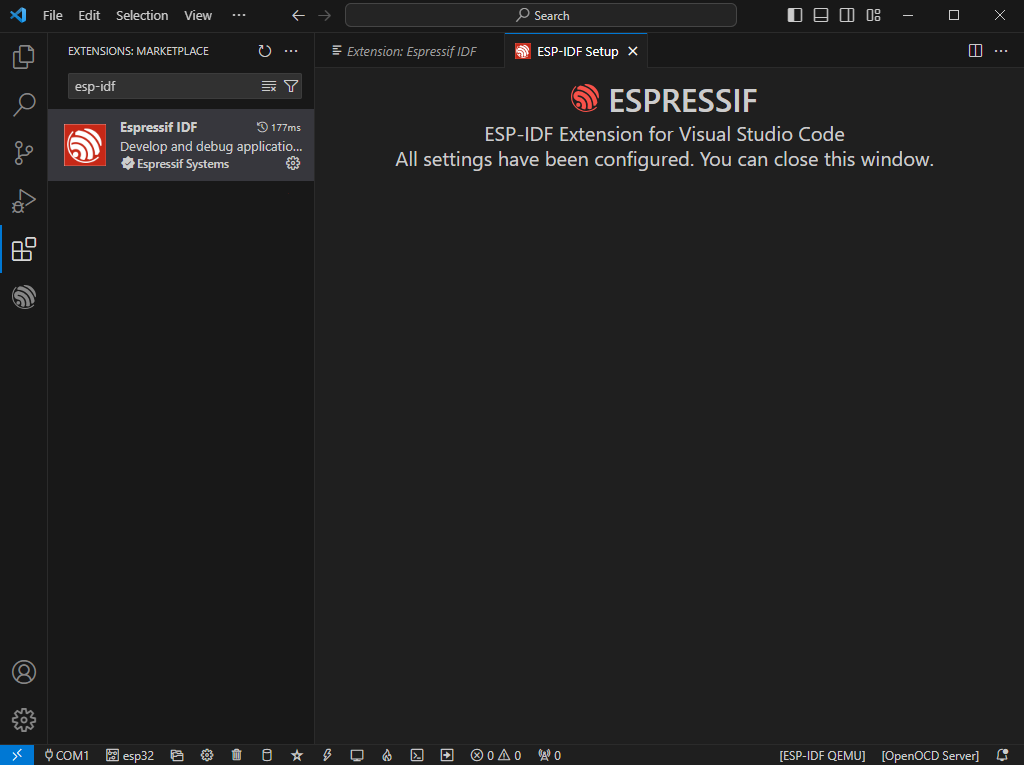 File Edit Selection View ··· Search
EXTENSIONS: MARKETPLACE
Extension: Espressif IDF
ESP-IDF Setup
esp-idf
Espressif IDF 177ms
Develop and debug applicatio...
Espressif Systems
ESPRESSIF
ESP-IDF Extension for Visual Studio Code
All settings have been configured. You can close this window.
COM1 esp32 0 0 0 [ESP-IDF QEMU] [OpenOCD Server]